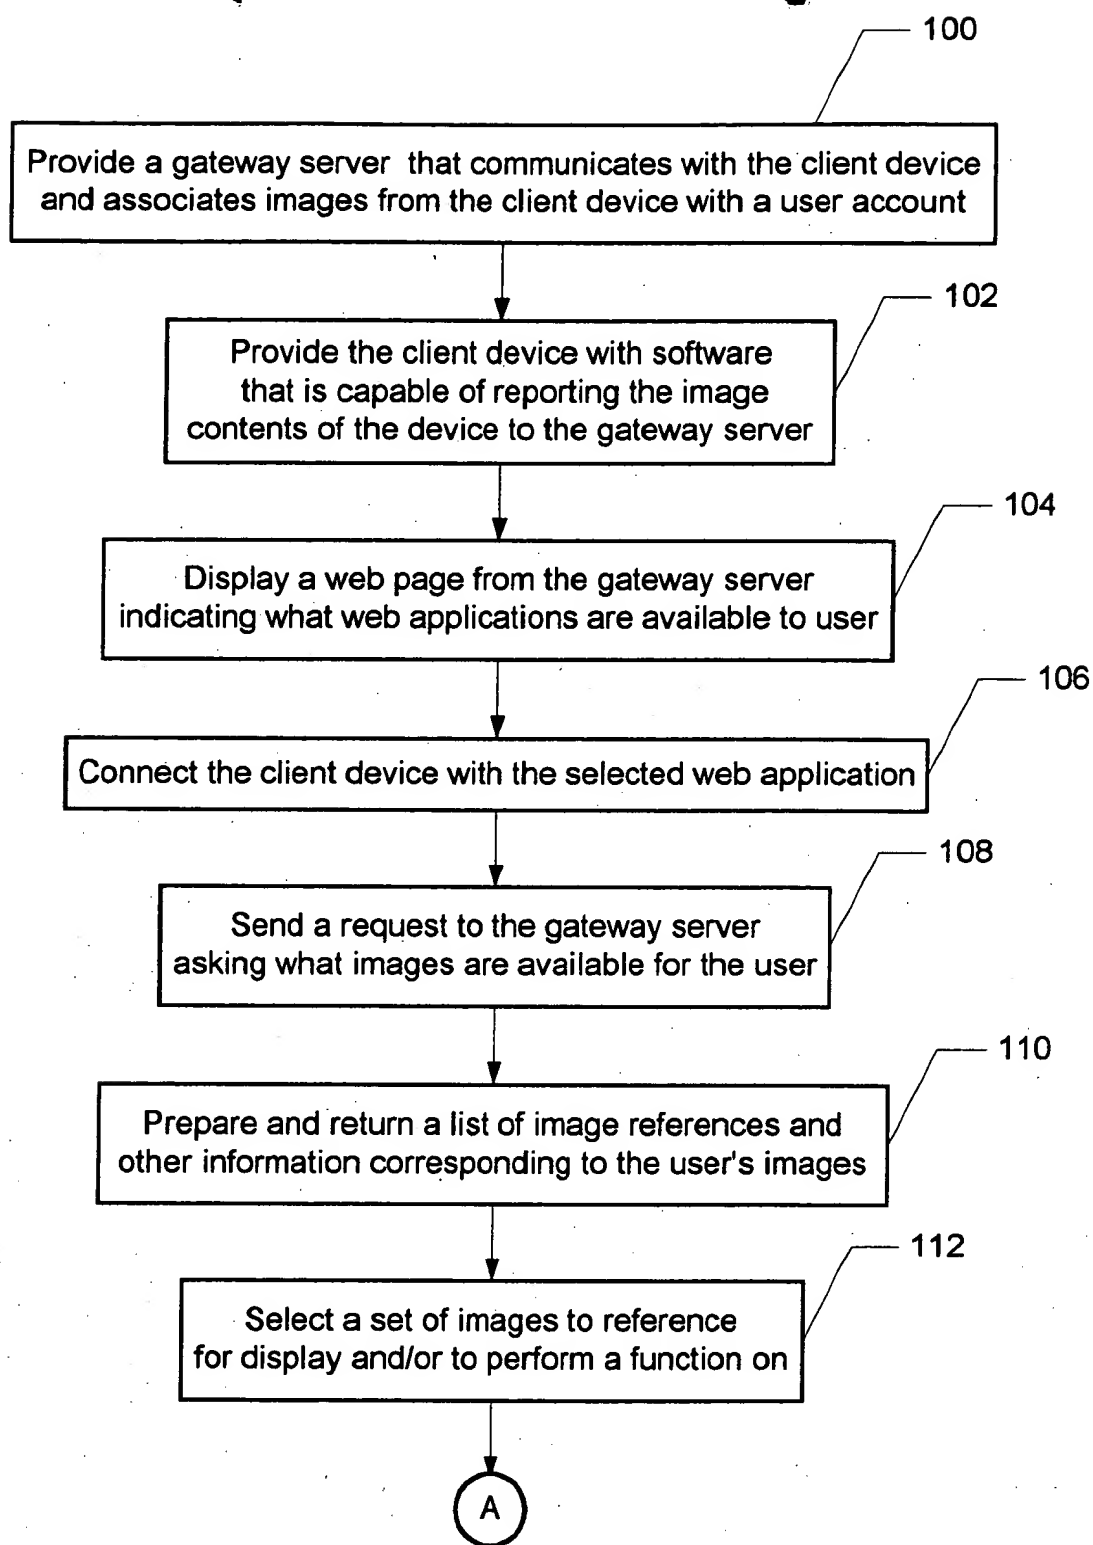 100
Provide a gateway server that communicates with the client device
and associates images from the client device with a user account
102
Provide the client device with software
that is capable of reporting the image
contents of the device to the gateway server
104
Display a web page from the gateway server
indicating what web applications are available to user
106
Connect the client device with the selected web application
108
Send a request to the gateway server
asking what images are available for the user
110
Prepare and return a list of image references and
other information corresponding to the user's images
112
Select a set of images to reference
for display and/or to perform a function on
A